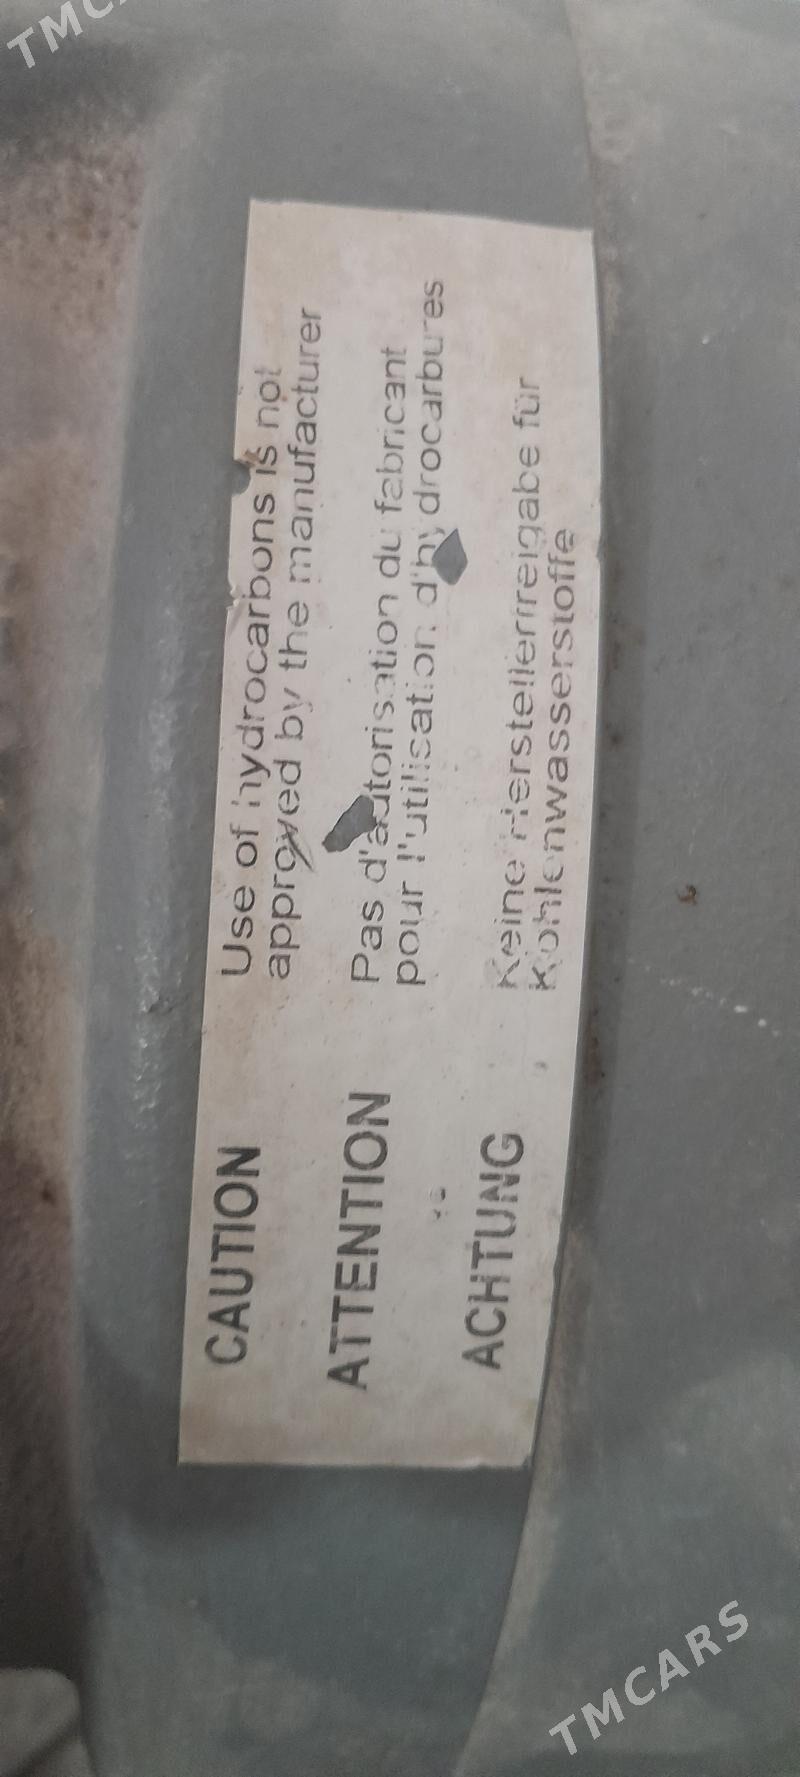 CAUTION
Use of hydrocarbons is not
approved by the manufacturer
ATTENTION
Pas d'autorisation du fabricant
pour l'utilisation d'hydrocarbures
ACHTUNG
Keine Herstellerfreigabe für
Kohlenwasserstoffe
TMCARS